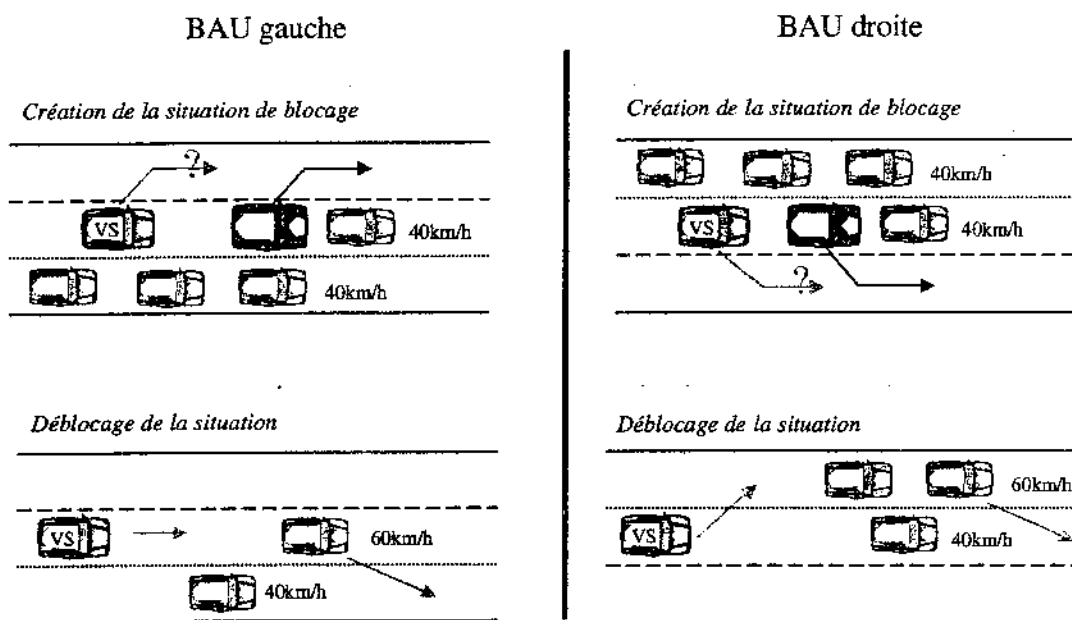 BAU gauche
Création de la situation de blocage
?
VS
40km/h
40km/h
Déblocage de la situation
VS
60km/h
40km/h
BAU droite
Création de la situation de blocage
40km/h
VS
40km/h
?
Déblocage de la situation
60km/h
VS
40km/h